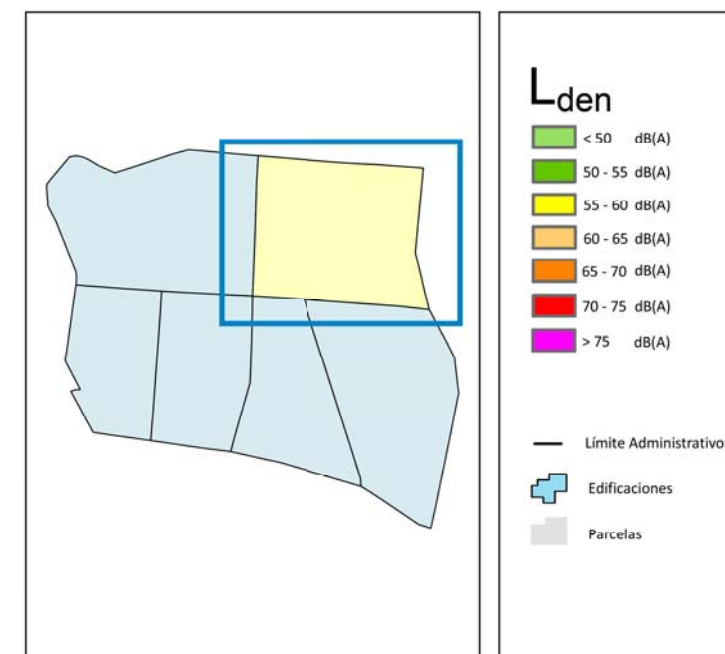 Lden
< 50 dB(A)
50 - 55 dB(A)
55 - 60 dB(A)
60 - 65 dB(A)
65 - 70 dB(A)
70 - 75 dB(A)
> 75 dB(A)
Límite Administrativo
Edificaciones
Parcelas